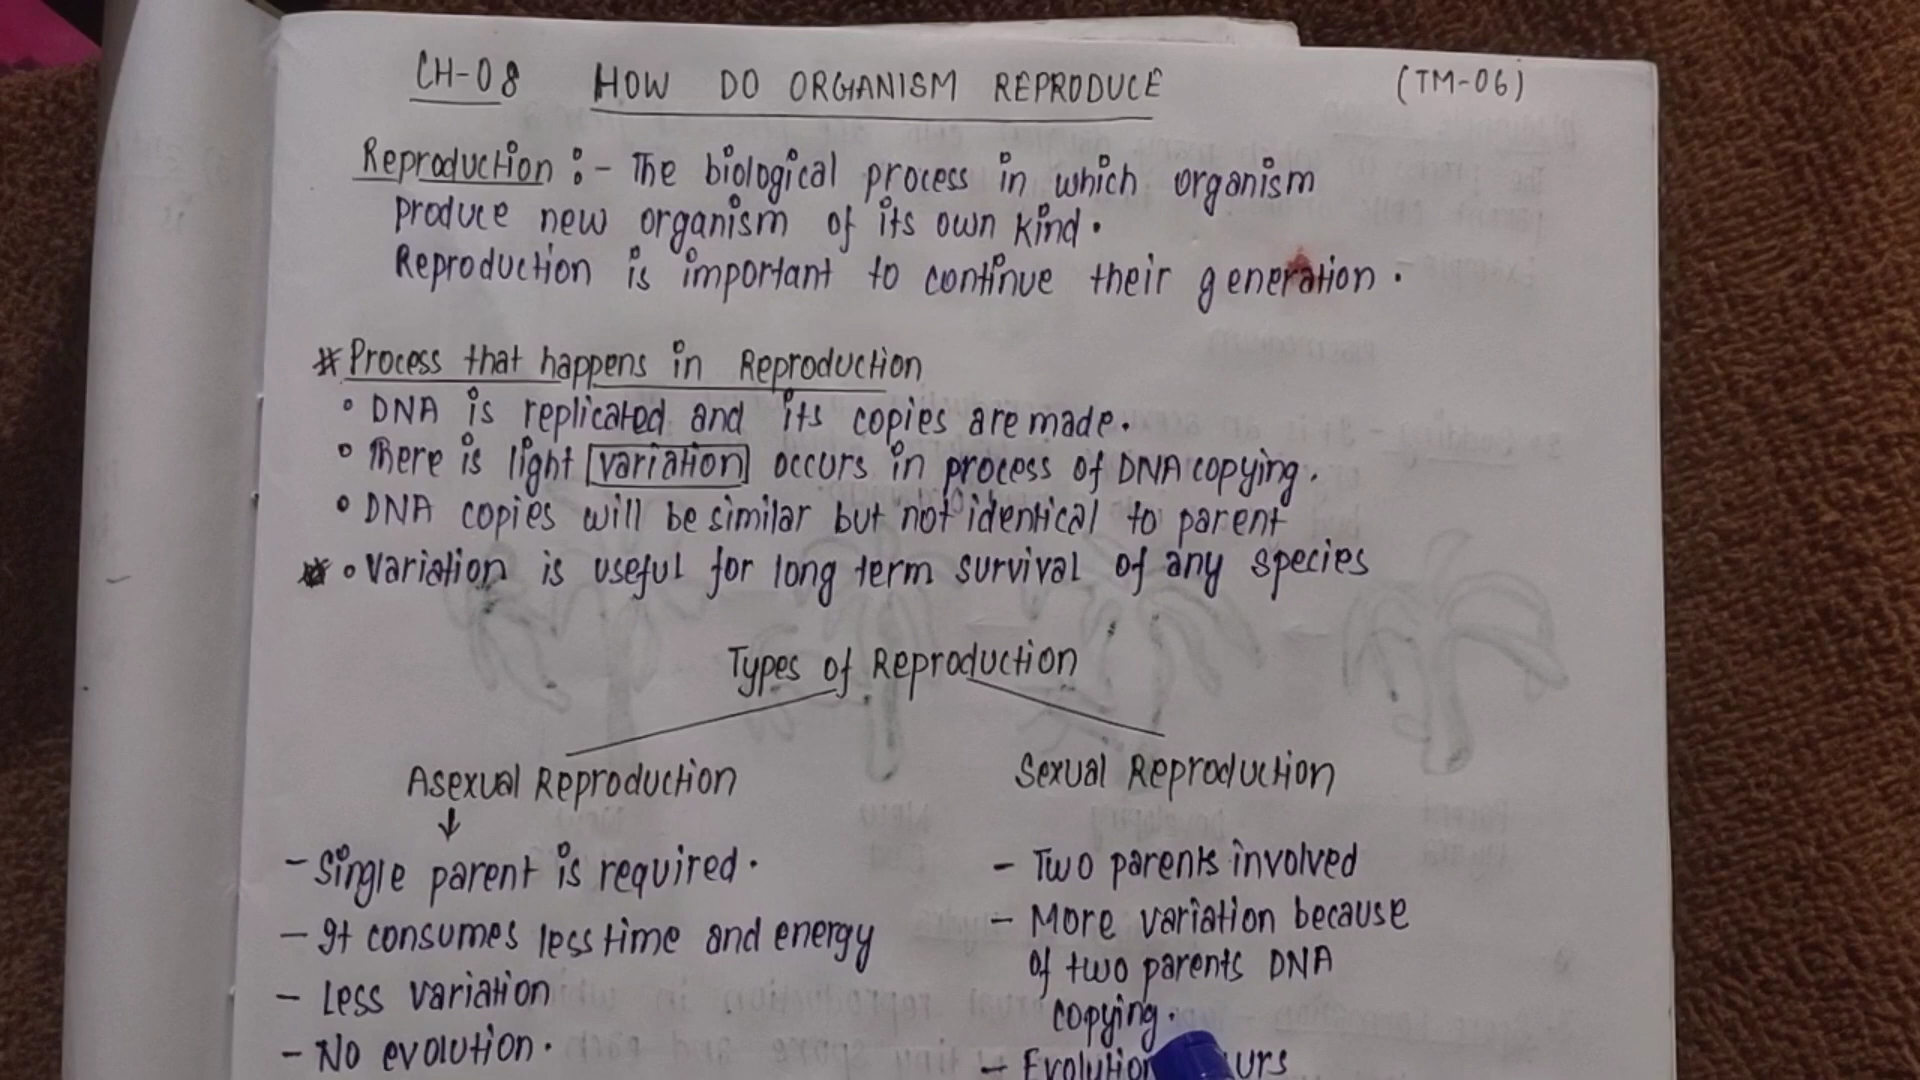 CH-08 HOW DO ORGANISM REPRODUCE (TM-06)
Reproduction :- The biological process in which organism
produce new organism of its own kind.
Reproduction is important to continue their generation.
* Process that happens in Reproduction
• DNA is replicated and its copies are made.
• There is light variation occurs in process of DNA copying.
• DNA copies will be similar but not identical to parent
* • Variation is useful for long term survival of any species
Types of Reproduction
Asexual Reproduction
↓
- Single parent is required.
- It consumes less time and energy
- Less variation
- No evolution.
Sexual Reproduction
- Two parents involved
- More variation because
of two parents DNA
copying.
- Evolution